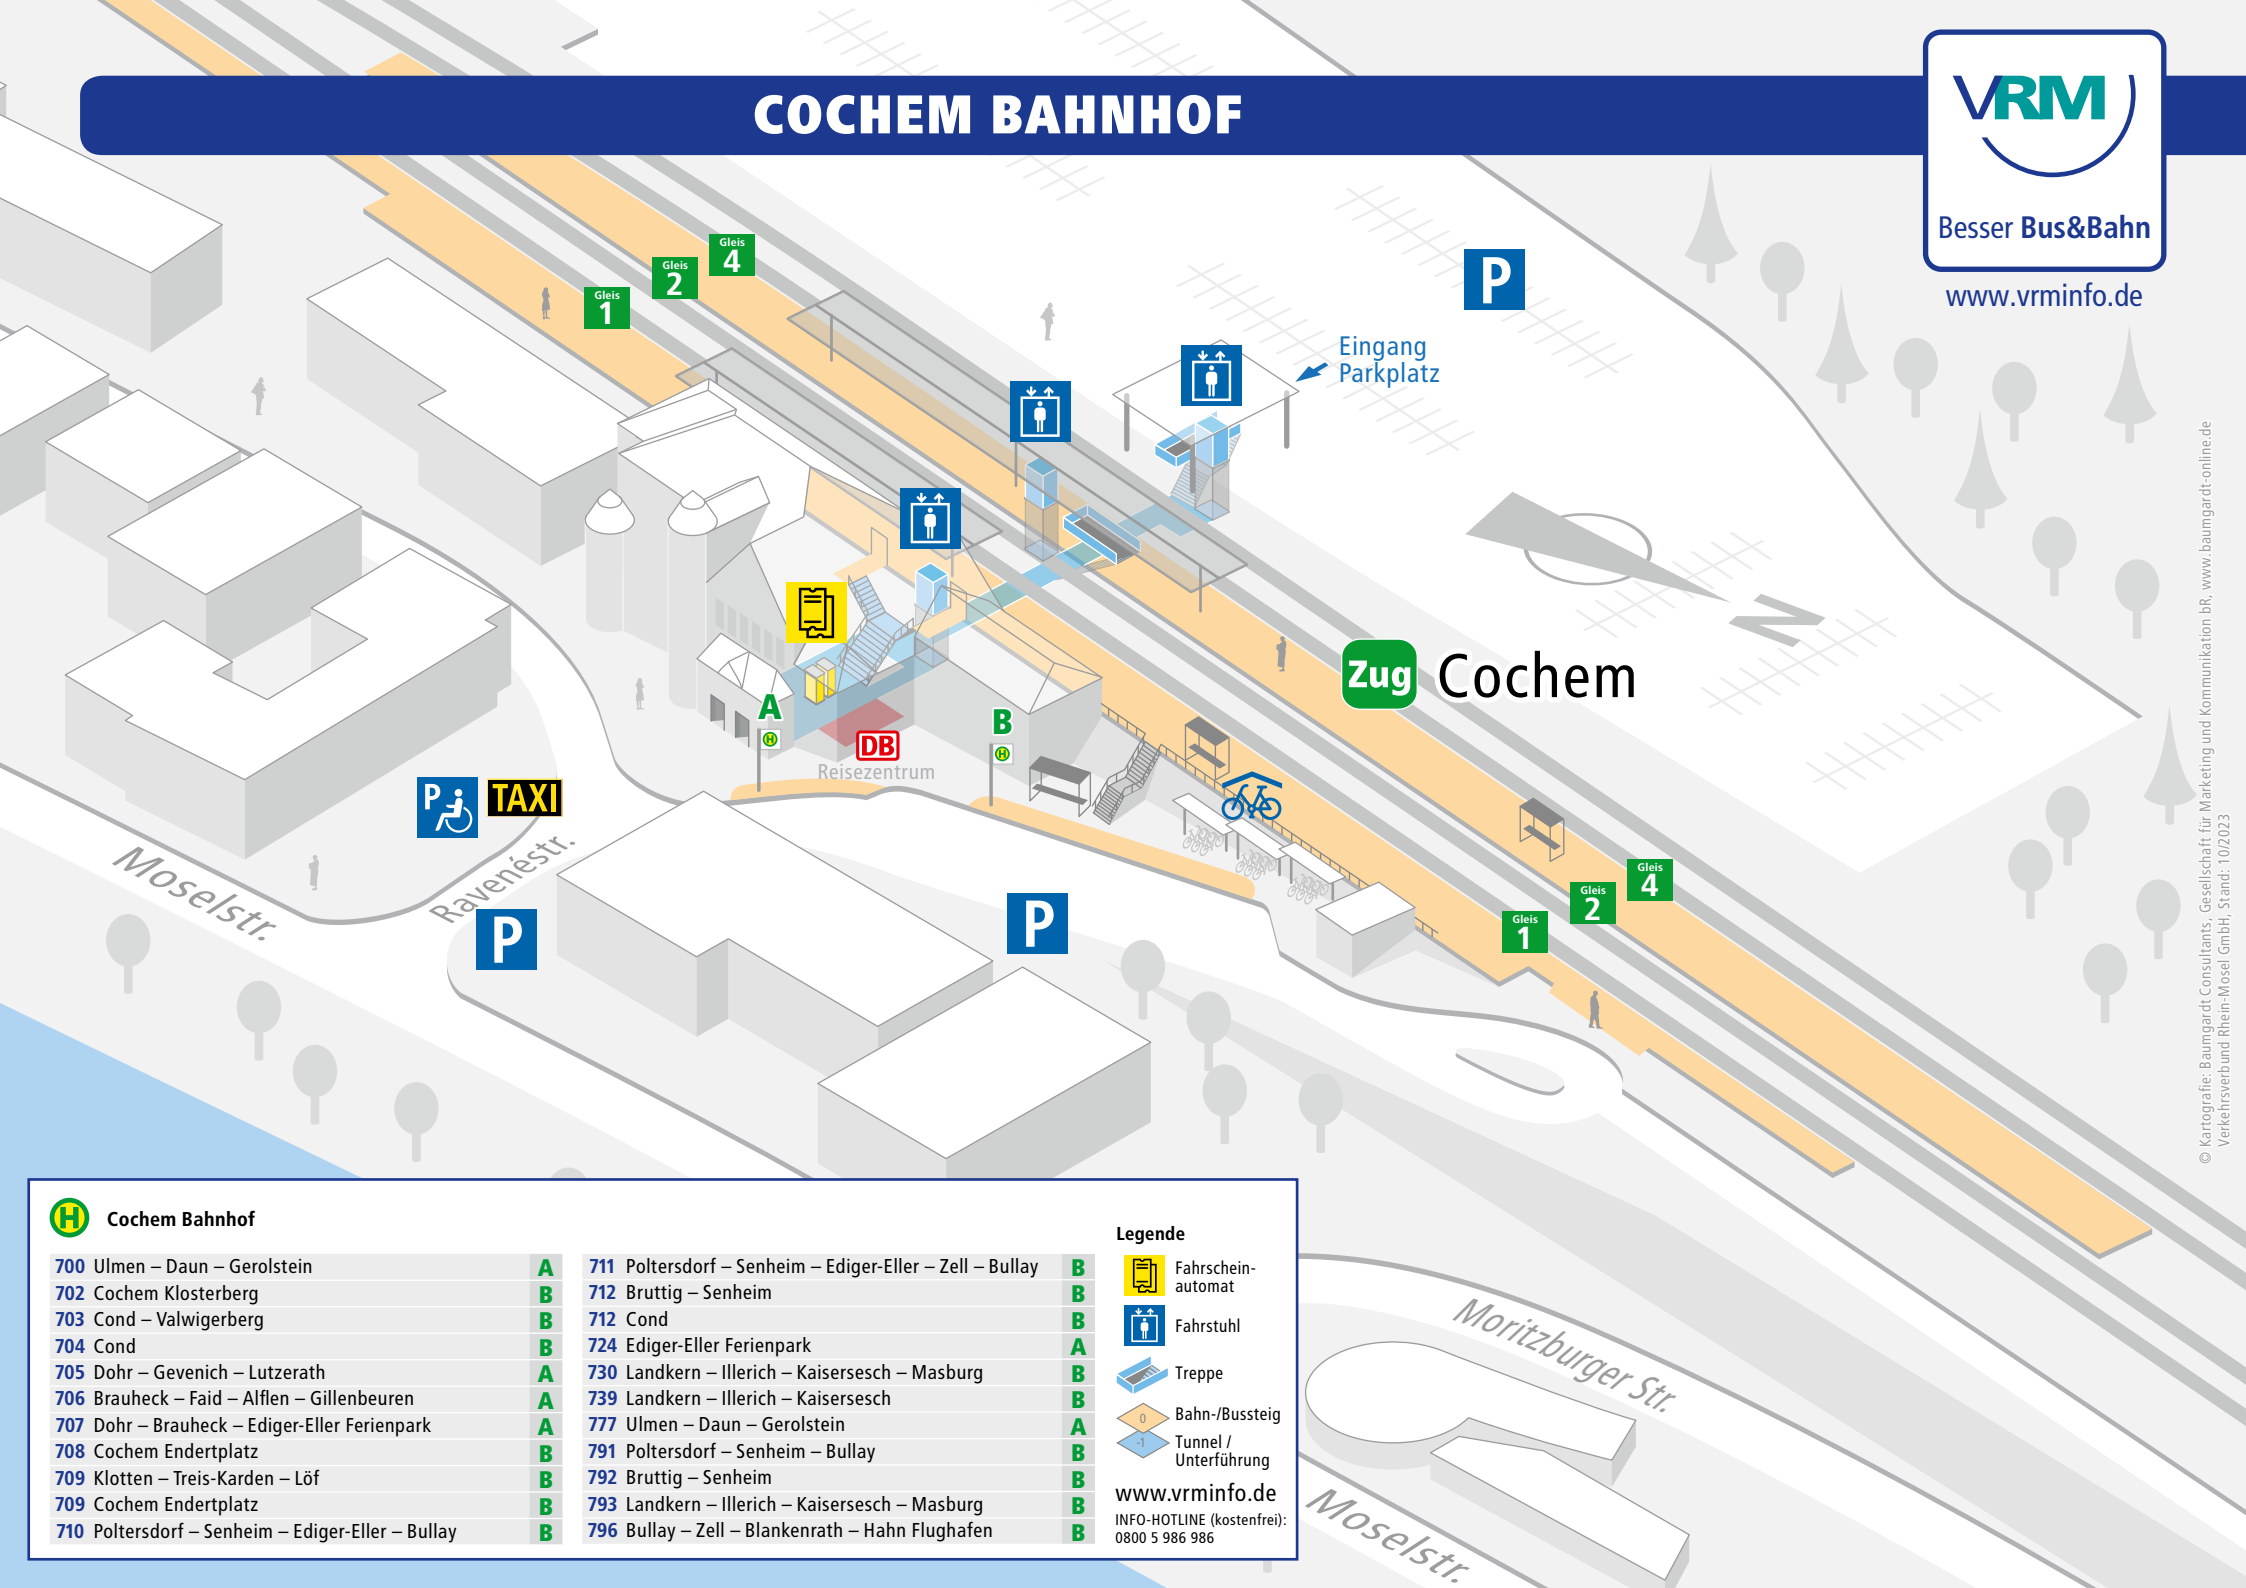 COCHEM BAHNHOF
VRM
Besser Bus&Bahn
www.vrminfo.de
Gleis
4
Gleis
2
Gleis
1
P
Eingang
Parkplatz
N
Zug Cochem
A
H
B
H
DB
Reisezentrum
P
TAXI
Moselstr.
Ravenéstr.
P
P
Gleis
4
Gleis
2
Gleis
1
Moritzburger Str.
Moselstr.
© Kartografie: Baumgardt Consultants, Gesellschaft für Marketing und Kommunikation bR, www.baumgardt-online.de
Verkehrsverbund Rhein-Mosel GmbH, Stand: 10/2023
H Cochem Bahnhof
700 Ulmen – Daun – Gerolstein A
702 Cochem Klosterberg B
703 Cond – Valwigerberg B
704 Cond B
705 Dohr – Gevenich – Lutzerath A
706 Brauheck – Faid – Alflen – Gillenbeuren A
707 Dohr – Brauheck – Ediger-Eller Ferienpark A
708 Cochem Endertplatz B
709 Klotten – Treis-Karden – Löf B
709 Cochem Endertplatz B
710 Poltersdorf – Senheim – Ediger-Eller – Bullay B
711 Poltersdorf – Senheim – Ediger-Eller – Zell – Bullay B
712 Bruttig – Senheim B
712 Cond B
724 Ediger-Eller Ferienpark A
730 Landkern – Illerich – Kaisersesch – Masburg B
739 Landkern – Illerich – Kaisersesch B
777 Ulmen – Daun – Gerolstein A
791 Poltersdorf – Senheim – Bullay B
792 Bruttig – Senheim B
793 Landkern – Illerich – Kaisersesch – Masburg B
796 Bullay – Zell – Blankenrath – Hahn Flughafen B
Legende
Fahrschein-
automat
Fahrstuhl
Treppe
0 Bahn-/Bussteig
-1 Tunnel /
Unterführung
www.vrminfo.de
INFO-HOTLINE (kostenfrei):
0800 5 986 986